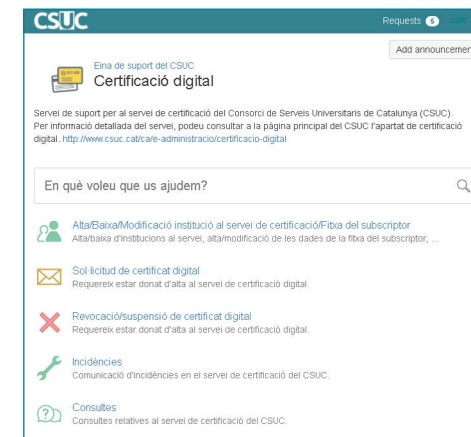 CSUC
Requests 5
Add announcemen
Eina de suport del CSUC
Certificació digital
Servei de suport per al servei de certificació del Consorci de Serveis Universitaris de Catalunya (CSUC).
Per informació detallada del servei, podeu consultar a la pàgina principal del CSUC l'apartat de certificació
digital. http://www.csuc.cat/ca/e-administracio/certificacio-digital
En què voleu que us ajudem?
Alta/Baixa/Modificació institució al servei de certificació/Fitxa del subscriptor
Alta/baixa d'institucions al servei, alta/modificació de les dades de la fitxa del subscriptor, ...
Sol·licitud de certificat digital
Requereix estar donat d'alta al servei de certificació digital.
Revocació/suspensió de certificat digital
Requereix estar donat d'alta al servei de certificació digital.
Incidències
Comunicació d'incidències en el servei de certificació del CSUC.
Consultes
Consultes relatives al servei de certificació del CSUC.